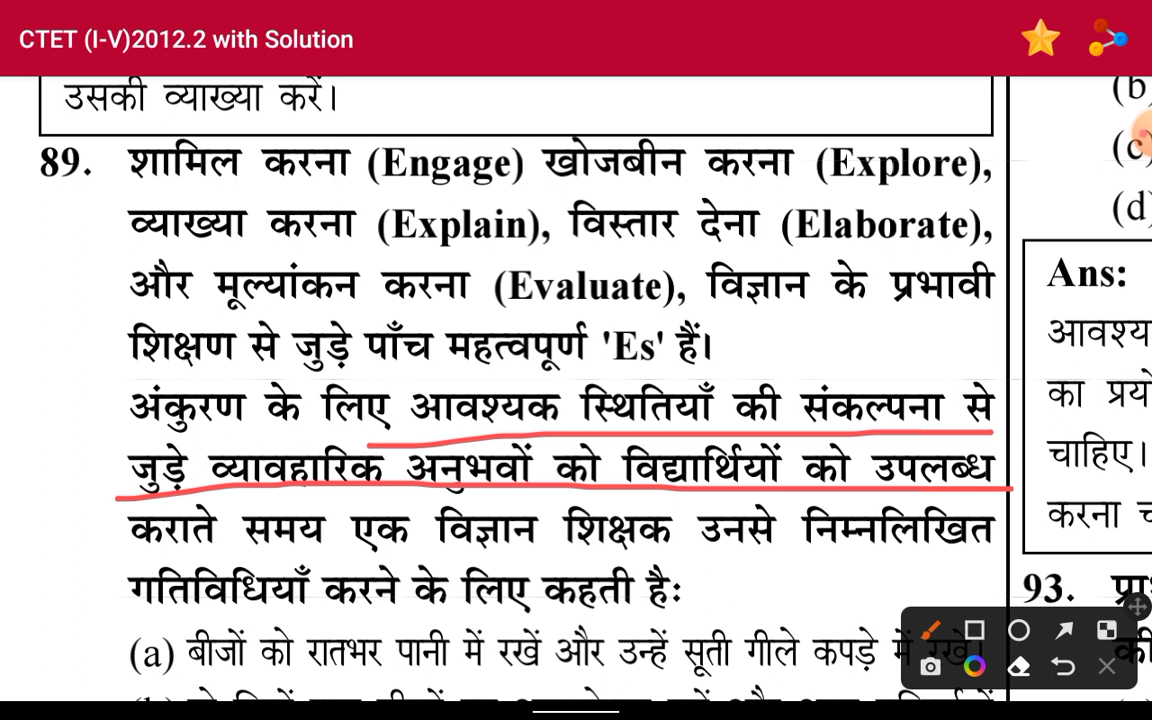 CTET (I-V)2012.2 with Solution
उसकी व्याख्या करें।
89. शामिल करना (Engage) खोजबीन करना (Explore),
व्याख्या करना (Explain), विस्तार देना (Elaborate),
और मूल्यांकन करना (Evaluate), विज्ञान के प्रभावी
शिक्षण से जुड़े पाँच महत्वपूर्ण 'Es' हैं।
अंकुरण के लिए आवश्यक स्थितियाँ की संकल्पना से
जुड़े व्यावहारिक अनुभवों को विद्यार्थियों को उपलब्ध
कराते समय एक विज्ञान शिक्षक उनसे निम्नलिखित
गतिविधियाँ करने के लिए कहती हैः
(a) बीजों को रातभर पानी में रखें और उन्हें सूती गीले कपड़े में रखें।
(b)
(c)
(d)
Ans:
आवश्य
का प्रयो
चाहिए।
करना च
93. प्रा
की